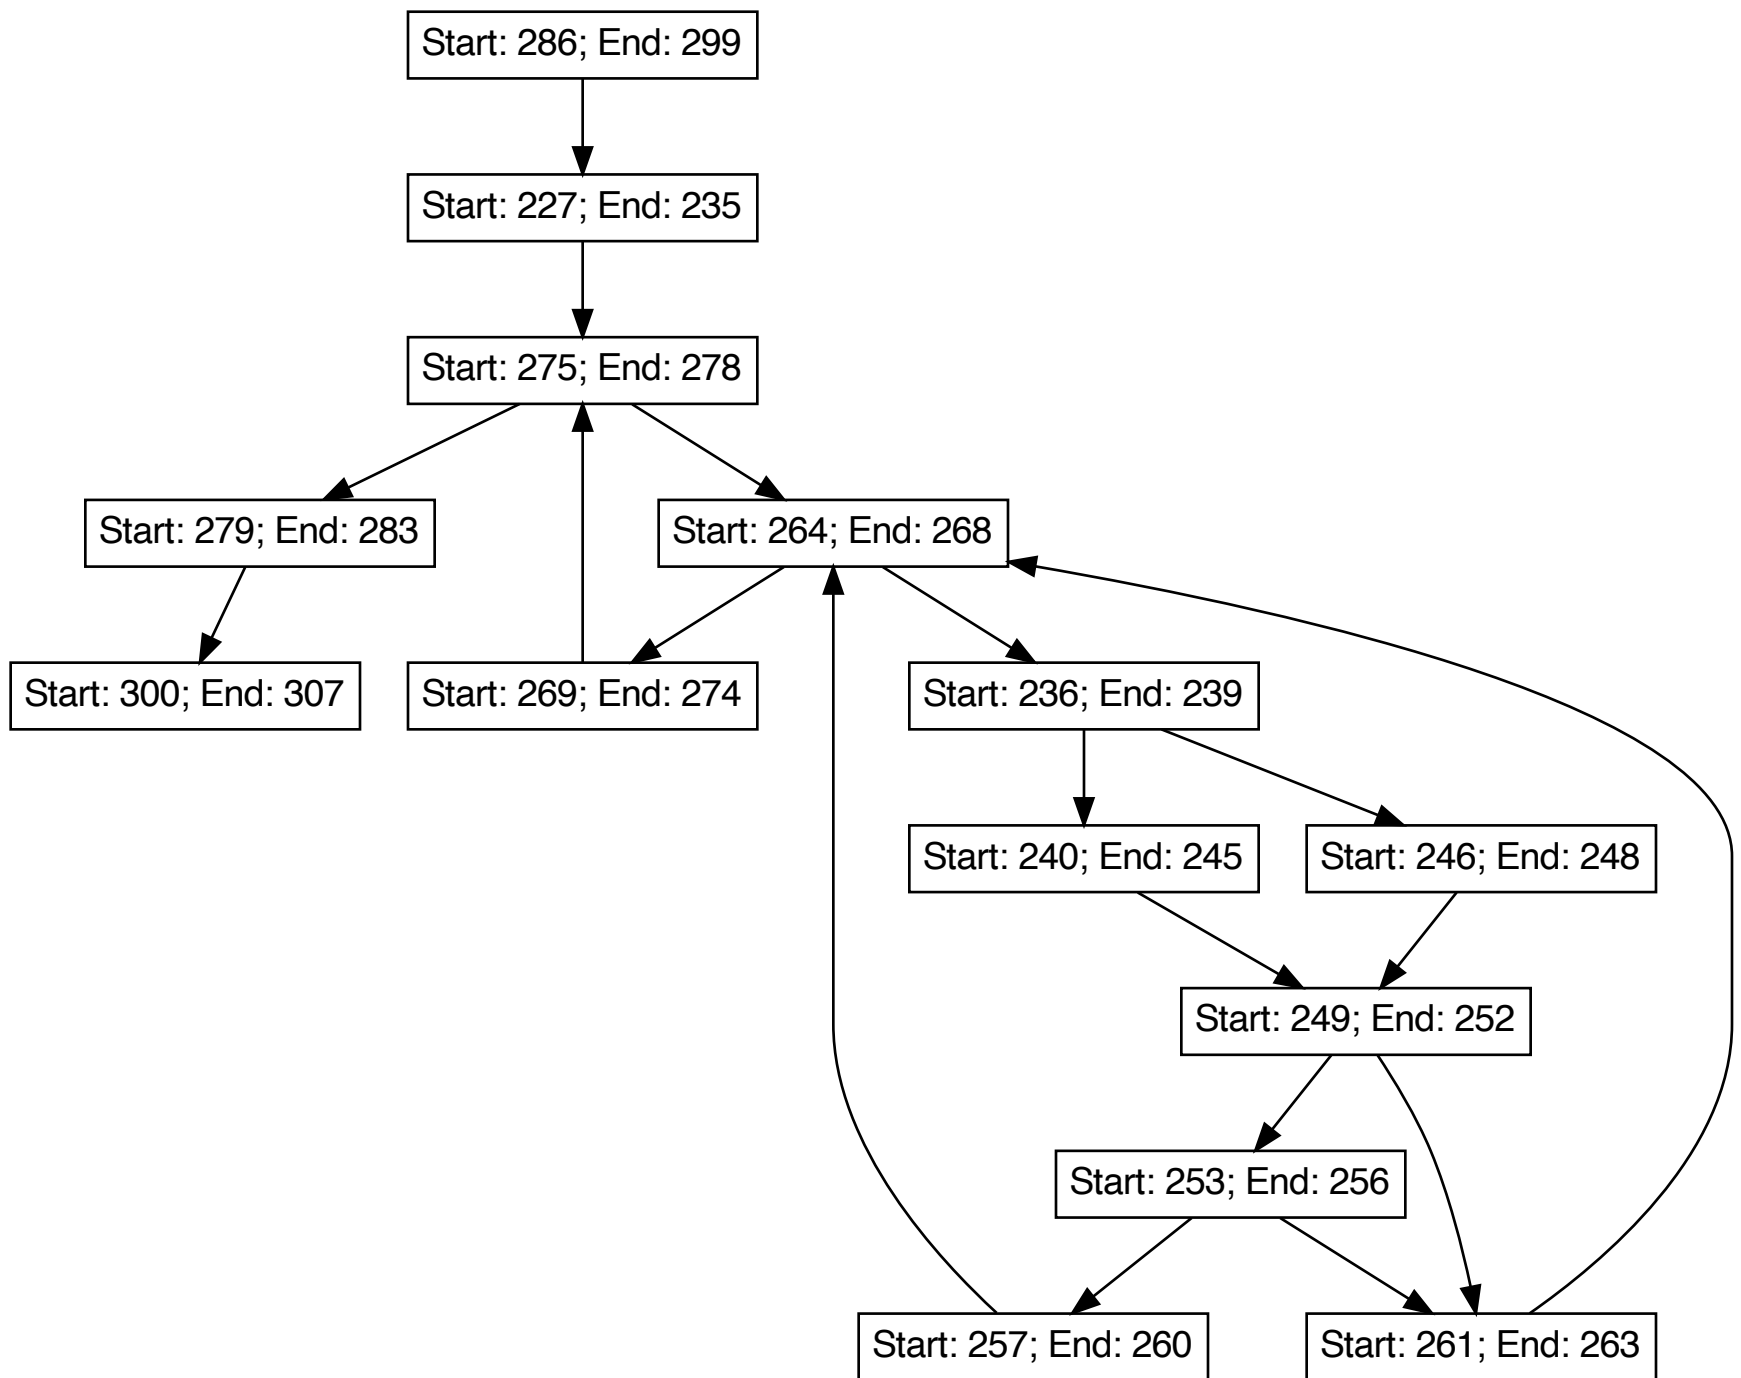 Start: 286; End: 299
Start: 227; End: 235
Start: 275; End: 278
Start: 279; End: 283
Start: 264; End: 268
Start: 300; End: 307
Start: 269; End: 274
Start: 236; End: 239
Start: 240; End: 245
Start: 246; End: 248
Start: 249; End: 252
Start: 253; End: 256
Start: 257; End: 260
Start: 261; End: 263